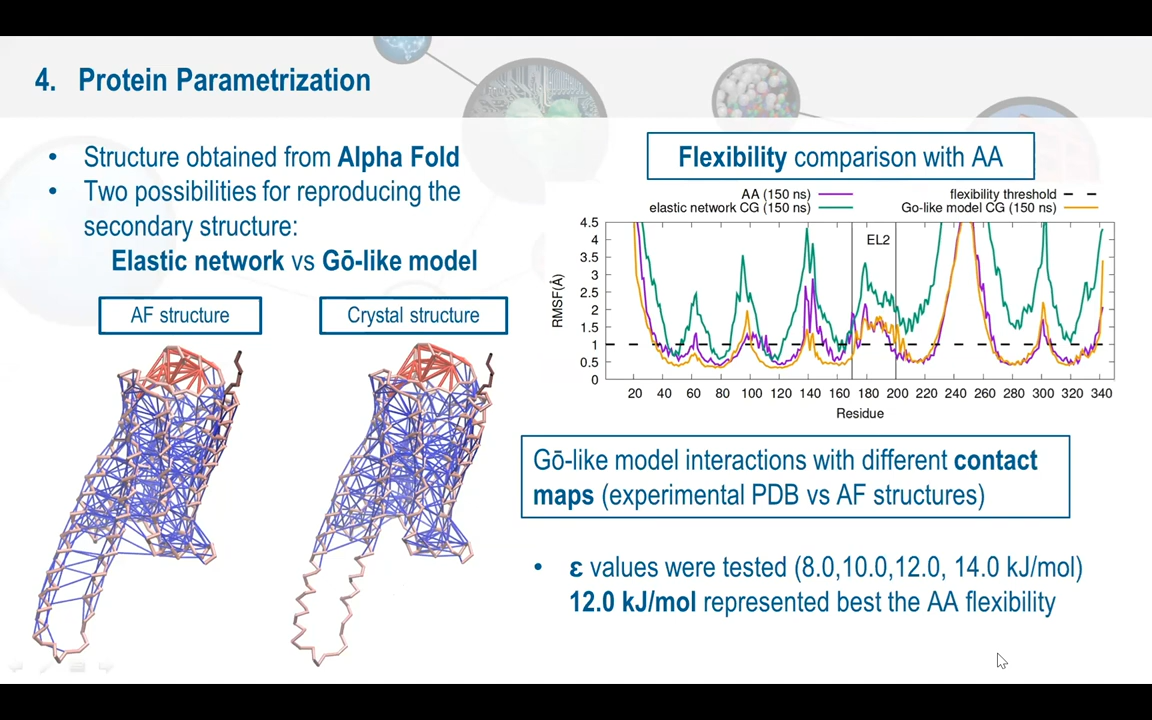 4. Protein Parametrization
• Structure obtained from Alpha Fold
• Two possibilities for reproducing the
secondary structure:
Elastic network vs Gō-like model
AF structure
Crystal structure
Flexibility comparison with AA
AA (150 ns)
flexibility threshold
elastic network CG (150 ns)
Go-like model CG (150 ns)
4.5
4
3.5
3
2.5
2
1.5
1
0.5
0
RMSF(Å)
EL2
20 40 60 80 100 120 140 160 180 200 220 240 260 280 300 320 340
Residue
Gō-like model interactions with different contact
maps (experimental PDB vs AF structures)
• ε values were tested (8.0,10.0,12.0, 14.0 kJ/mol)
12.0 kJ/mol represented best the AA flexibility